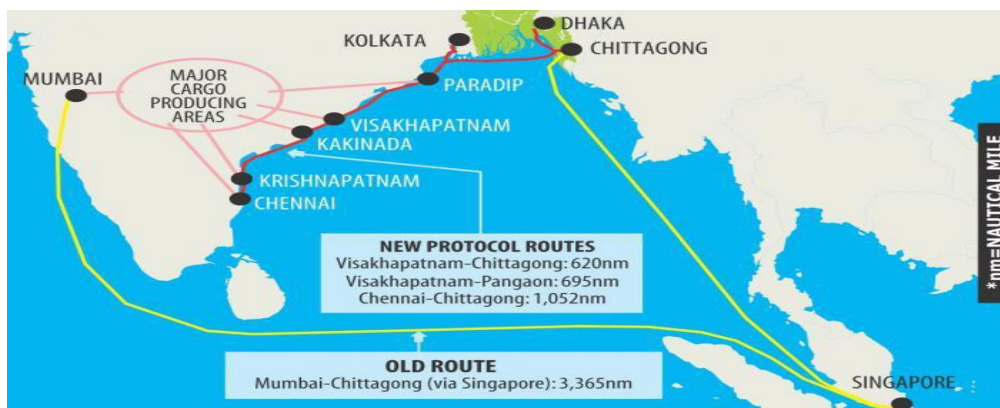 DHAKA
KOLKATA
CHITTAGONG
MUMBAI
MAJOR
CARGO
PRODUCING
AREAS
PARADIP
VISAKHAPATNAM
KAKINADA
KRISHNAPATNAM
CHENNAI
NEW PROTOCOL ROUTES
Visakhapatnam-Chittagong: 620nm
Visakhapatnam-Pangaon: 695nm
Chennai-Chittagong: 1,052nm
*nm=NAUTICAL MILE
OLD ROUTE
Mumbai-Chittagong (via Singapore): 3,365nm
SINGAPORE